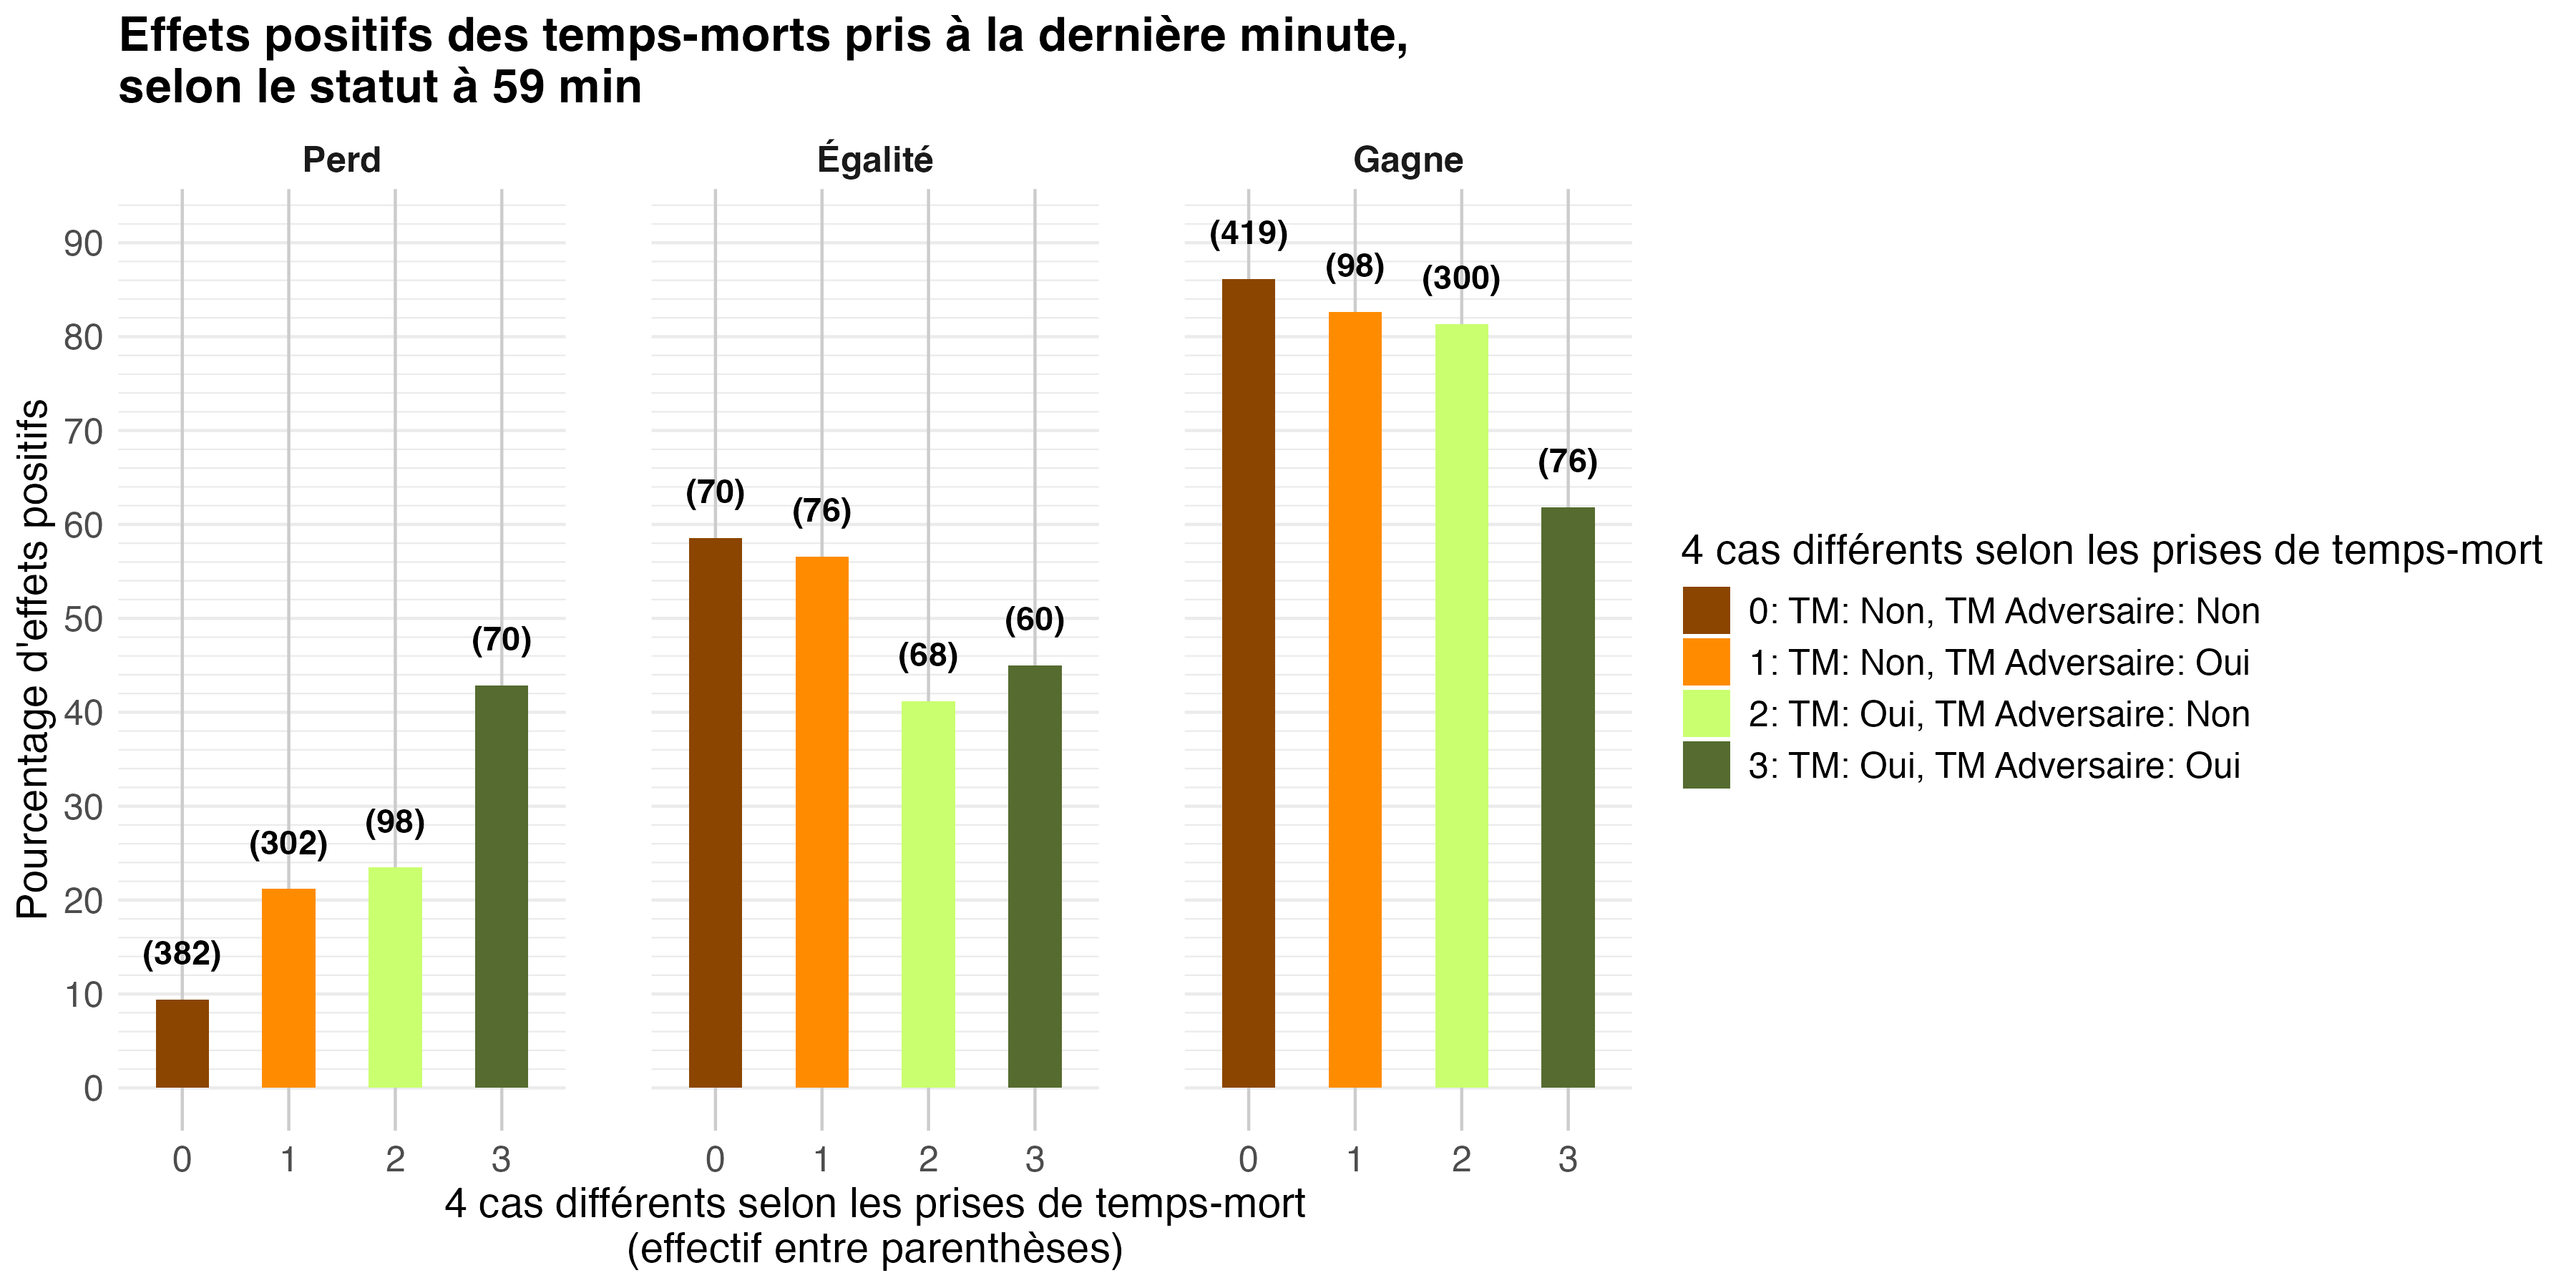 Effets positifs des temps-morts pris à la dernière minute,
selon le statut à 59 min
Perd
Égalité
Gagne
Pourcentage d'effets positifs
90
80
70
60
50
40
30
20
10
0
(382)
(302)
(98)
(70)
(70)
(76)
(68)
(60)
(419)
(98)
(300)
(76)
0 1 2 3
0 1 2 3
0 1 2 3
4 cas différents selon les prises de temps-mort
(effectif entre parenthèses)
4 cas différents selon les prises de temps-mort
0: TM: Non, TM Adversaire: Non
1: TM: Non, TM Adversaire: Oui
2: TM: Oui, TM Adversaire: Non
3: TM: Oui, TM Adversaire: Oui